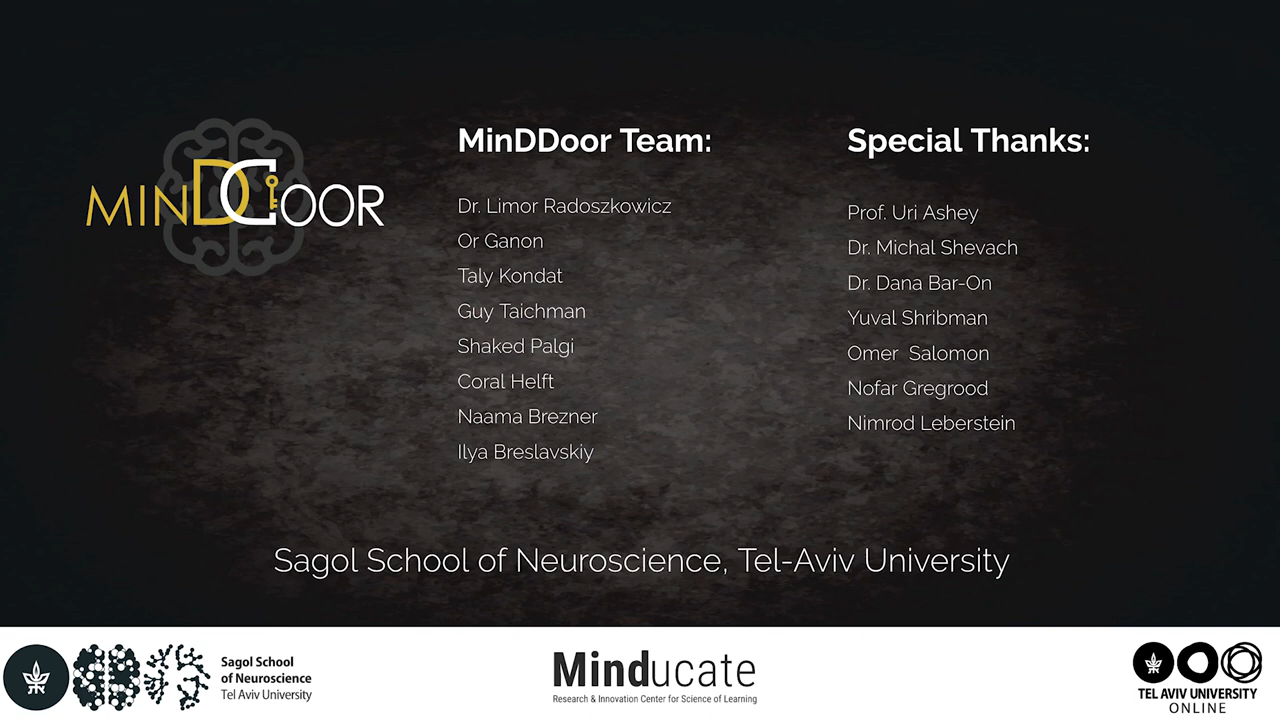 MINDDOOR
MinDDoor Team:
Dr. Limor Radoszkowicz
Or Ganon
Taly Kondat
Guy Taichman
Shaked Palgi
Coral Helft
Naama Brezner
Ilya Breslavskiy
Special Thanks:
Prof. Uri Ashey
Dr. Michal Shevach
Dr. Dana Bar-On
Yuval Shribman
Omer  Salomon
Nofar Gregrood
Nimrod Leberstein
Sagol School of Neuroscience, Tel-Aviv University
Sagol School
of Neuroscience
Tel Aviv University
Minducate
Research & Innovation Center for Science of Learning
TEL AVIV UNIVERSITY
ONLINE